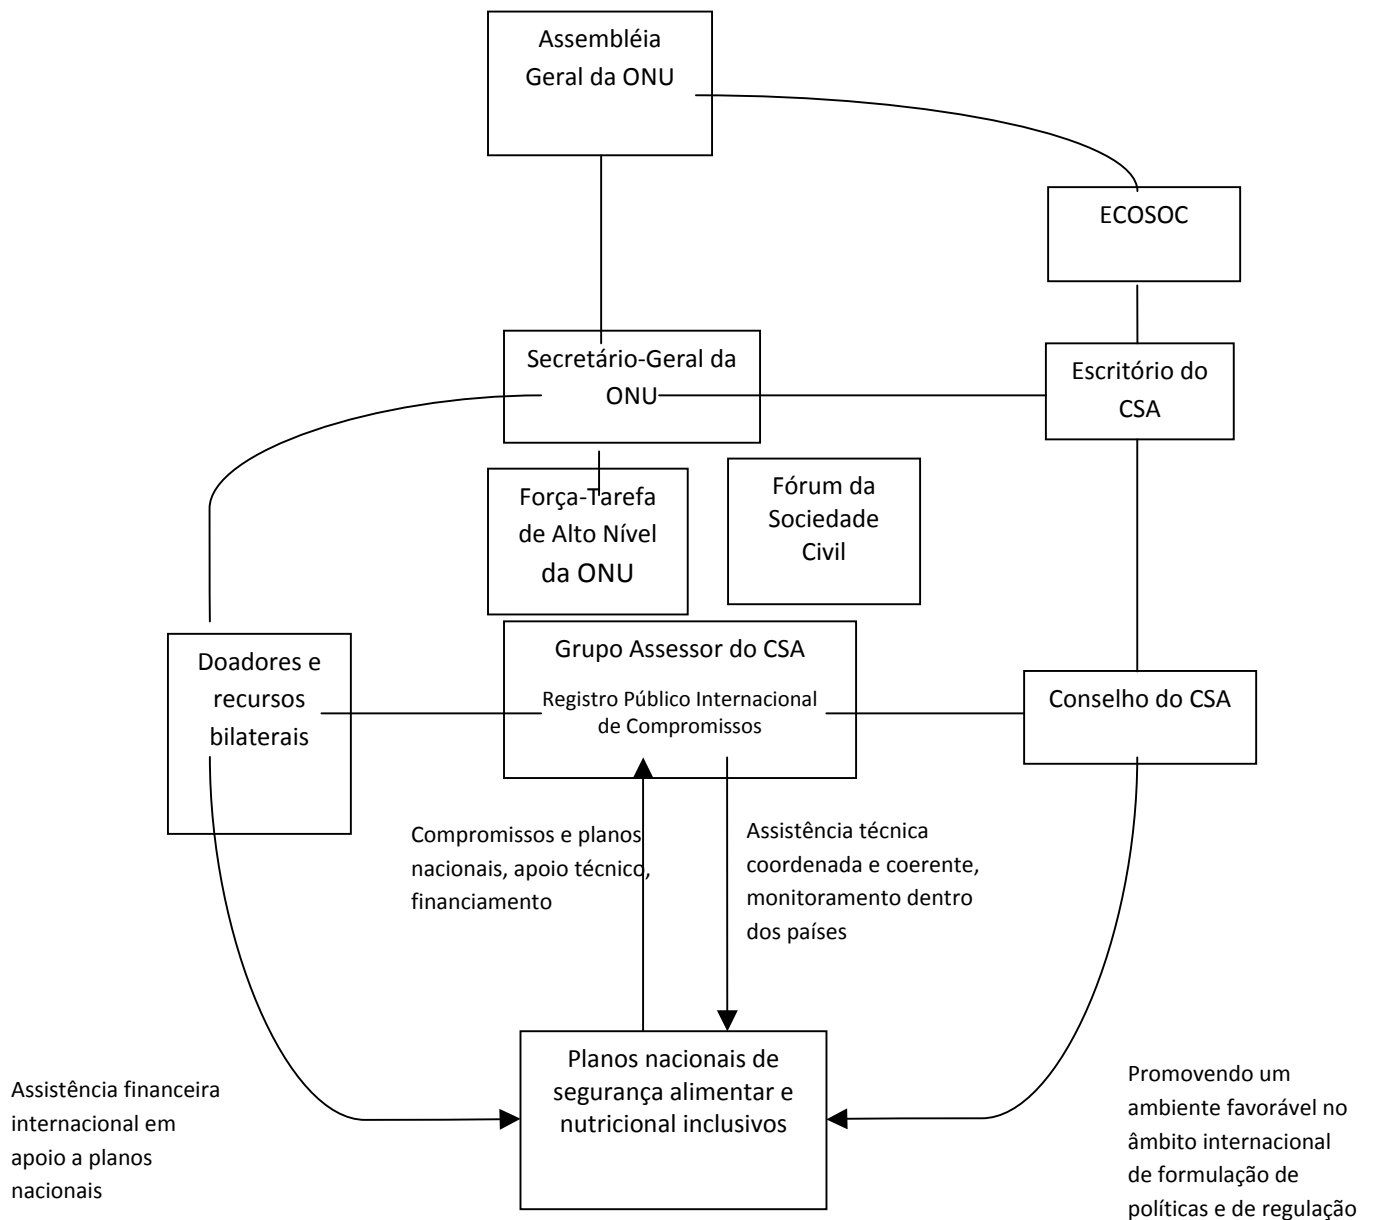 Assembléia
Geral da ONU
ECOSOC
Secretário-Geral da
ONU
Escritório do
CSA
Força-Tarefa
de Alto Nível
da ONU
Fórum da
Sociedade
Civil
Doadores e
recursos
bilaterais
Grupo Assessor do CSA
Registro Público Internacional
de Compromissos
Conselho do CSA
Compromissos e planos
nacionais, apoio técnico,
financiamento
Assistência técnica
coordenada e coerente,
monitoramento dentro
dos países
Planos nacionais de
segurança alimentar e
nutricional inclusivos
Assistência financeira
internacional em
apoio a planos
nacionais
Promovendo um
ambiente favorável no
âmbito internacional
de formulação de
políticas e de regulação